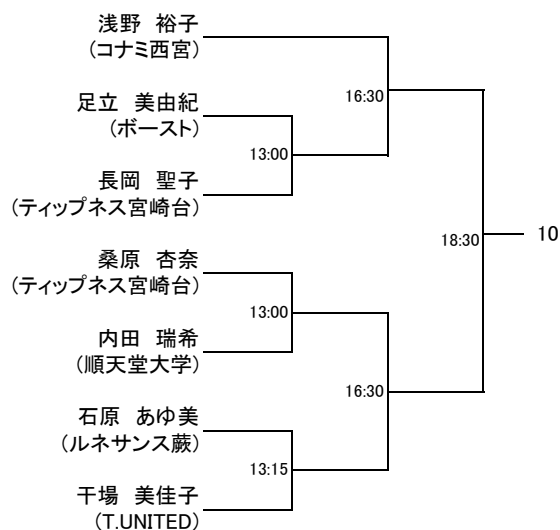 浅野 裕子
(コナミ西宮)
16:30
足立 美由紀
(ボースト)
13:00
長岡 聖子
(ティップネス宮崎台)
18:30
10
桑原 杏奈
(ティップネス宮崎台)
13:00
内田 瑞希
(順天堂大学)
16:30
石原 あゆ美
(ルネサンス蕨)
13:15
干場 美佳子
(T.UNITED)